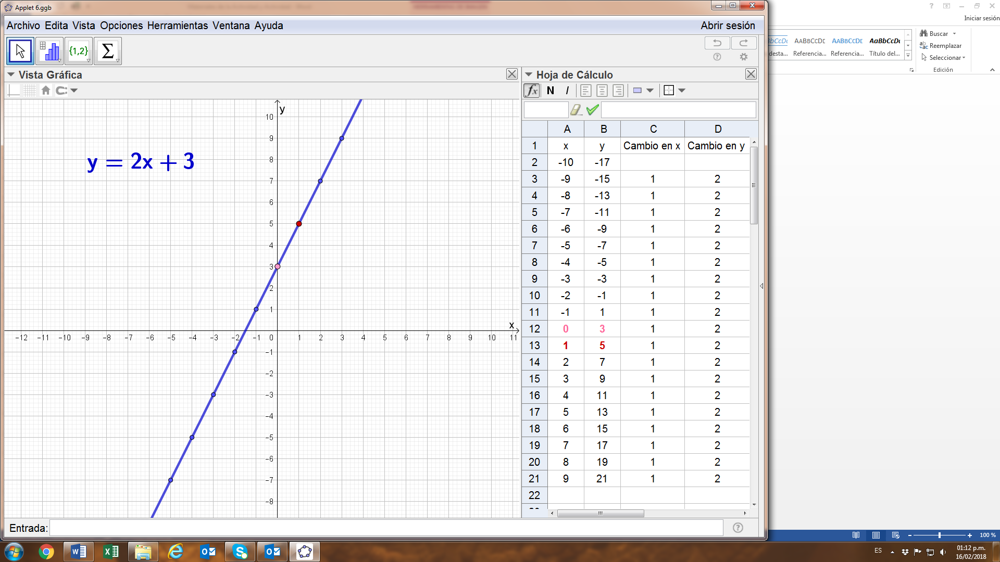 Applet 6.ggb
Archivo Edita Vista Opciones Herramientas Ventana Ayuda
Abrir sesión
{1,2}
Σ
Vista Gráfica
Hoja de Cálculo
fx N I
y = 2x + 3
y
10
9
8
7
6
5
4
3
2
1
x
-12 -11 -10 -9 -8 -7 -6 -5 -4 -3 -2 -1 0 1 2 3 4 5 6 7 8 9 10 11
-1
-2
-3
-4
-5
-6
-7
-8
A B C D
1 x y Cambio en x Cambio en y
2 -10 -17
3 -9 -15 1 2
4 -8 -13 1 2
5 -7 -11 1 2
6 -6 -9 1 2
7 -5 -7 1 2
8 -4 -5 1 2
9 -3 -3 1 2
10 -2 -1 1 2
11 -1 1 1 2
12 0 3 1 2
13 1 5 1 2
14 2 7 1 2
15 3 9 1 2
16 4 11 1 2
17 5 13 1 2
18 6 15 1 2
19 7 17 1 2
20 8 19 1 2
21 9 21 1 2
22
Entrada:
Iniciar sesión
AABBCCDE AABBCCDE AaBbCcDc
desta... Referencia... Referencia... Título del...
Buscar
Reemplazar
Seleccionar
Edición
100 %
ES
01:12 p.m.
16/02/2018